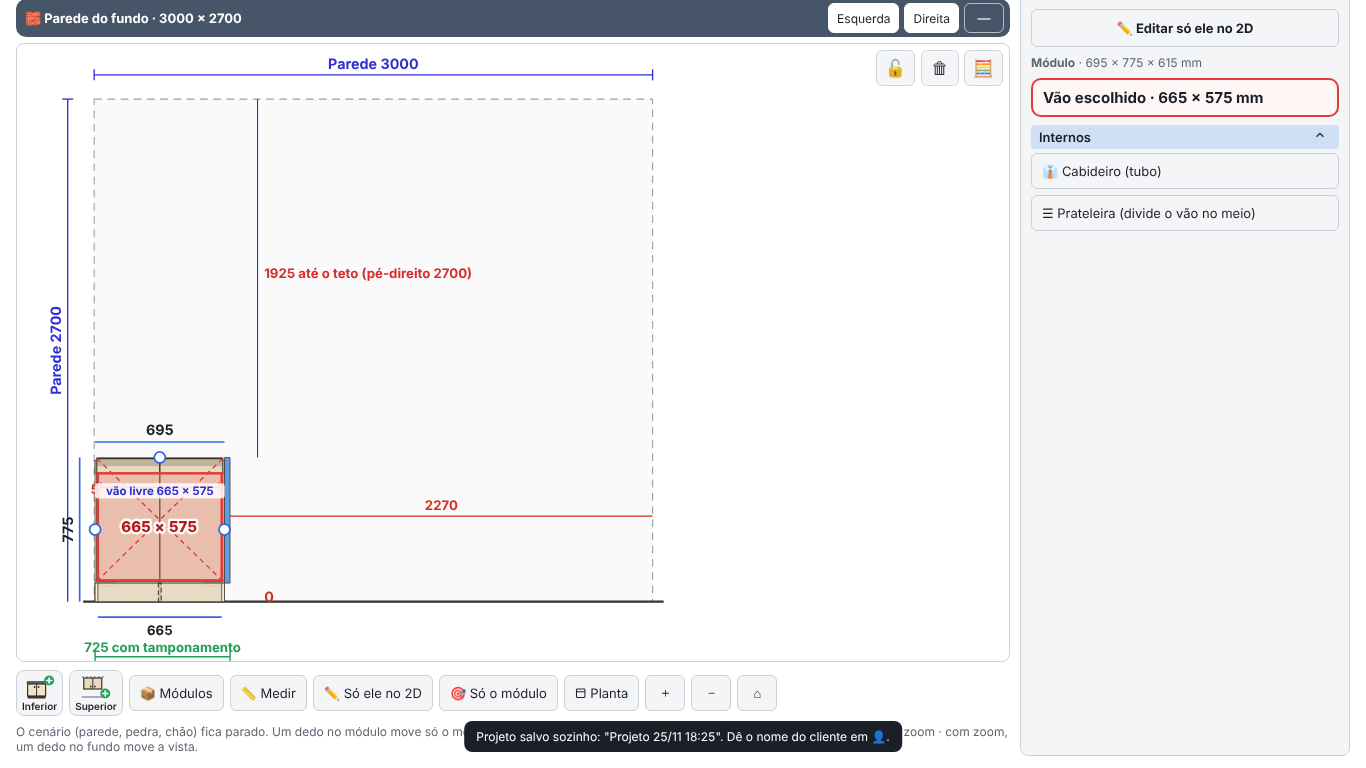 🧱 Parede do fundo · 3000 × 2700
Esquerda
Direita
—
Parede 3000
Parede 2700
1925 até o teto (pé-direito 2700)
695
vão livre 665 × 575
665 × 575
775
2270
0
665
725 com tamponamento
Inferior
Superior
📦 Módulos
📏 Medir
✏️ Só ele no 2D
🎯 Só o módulo
Planta
+
−
⌂
O cenário (parede, pedra, chão) fica parado. Um dedo no módulo move só o
zoom · com zoom,
um dedo no fundo move a vista.
Projeto salvo sozinho: "Projeto 25/11 18:25". Dê o nome do cliente em 👤.
✏️ Editar só ele no 2D
Módulo · 695 × 775 × 615 mm
Vão escolhido · 665 × 575 mm
Internos
👔 Cabideiro (tubo)
☰ Prateleira (divide o vão no meio)